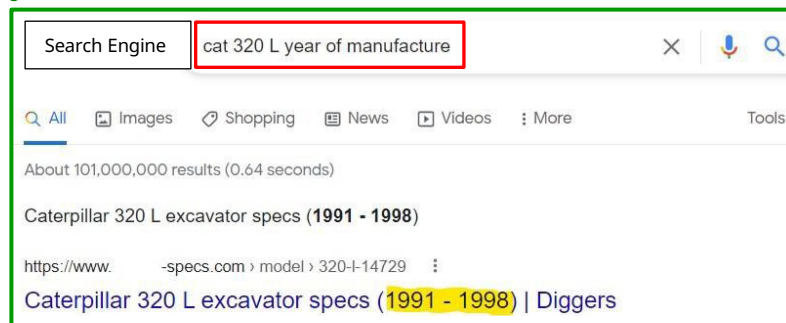 Search Engine cat 320 L year of manufacture
All Images Shopping News Videos More Tools
About 101,000,000 results (0.64 seconds)
Caterpillar 320 L excavator specs (1991 - 1998)
https://www. -specs.com › model › 320-l-14729
Caterpillar 320 L excavator specs (1991 - 1998) | Diggers